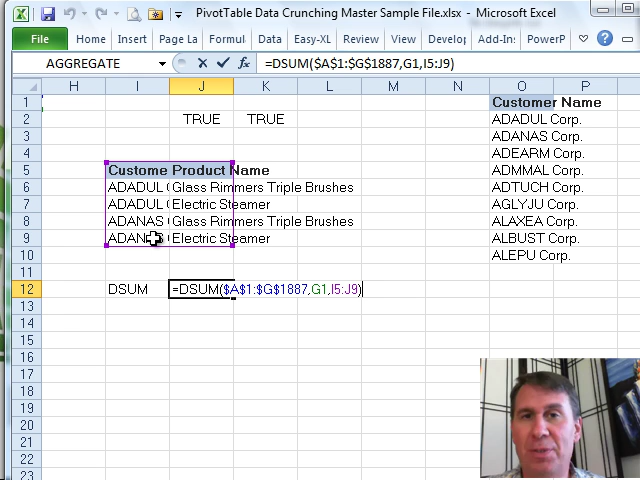 PivotTable Data Crunching Master Sample File.xlsx - Microsoft Excel
File Home Insert Page La Formul Data Easy-XL Review View Add-Ins PowerP
AGGREGATE =DSUM($A$1:$G$1887,G1,I5:J9)
H I J K L M N O P
1 Customer Name
2 TRUE TRUE ADADUL Corp.
3 ADANAS Corp.
4 ADEARM Corp.
5 Custome Product Name ADMMAL Corp.
6 ADADUL ( Glass Rimmers Triple Brushes ADTUCH Corp.
7 ADADUL ( Electric Steamer AGLYJU Corp.
8 ADANAS ( Glass Rimmers Triple Brushes ALAXEA Corp.
9 ADANAS ( Electric Steamer ALBUST Corp.
10 ALEPU Corp.
11
12 DSUM =DSUM($A$1:$G$1887,G1,I5:J9)
13
14
15
16
17
18
19
20
21
22
23